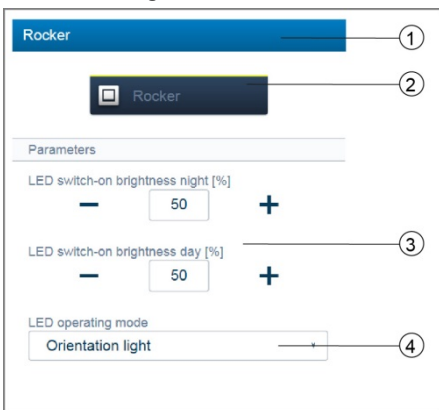 Rocker
1
2
Rocker
Parameters
LED switch-on brightness night [%]
50
LED switch-on brightness day [%]
3
50
LED operating mode
Orientation light
4